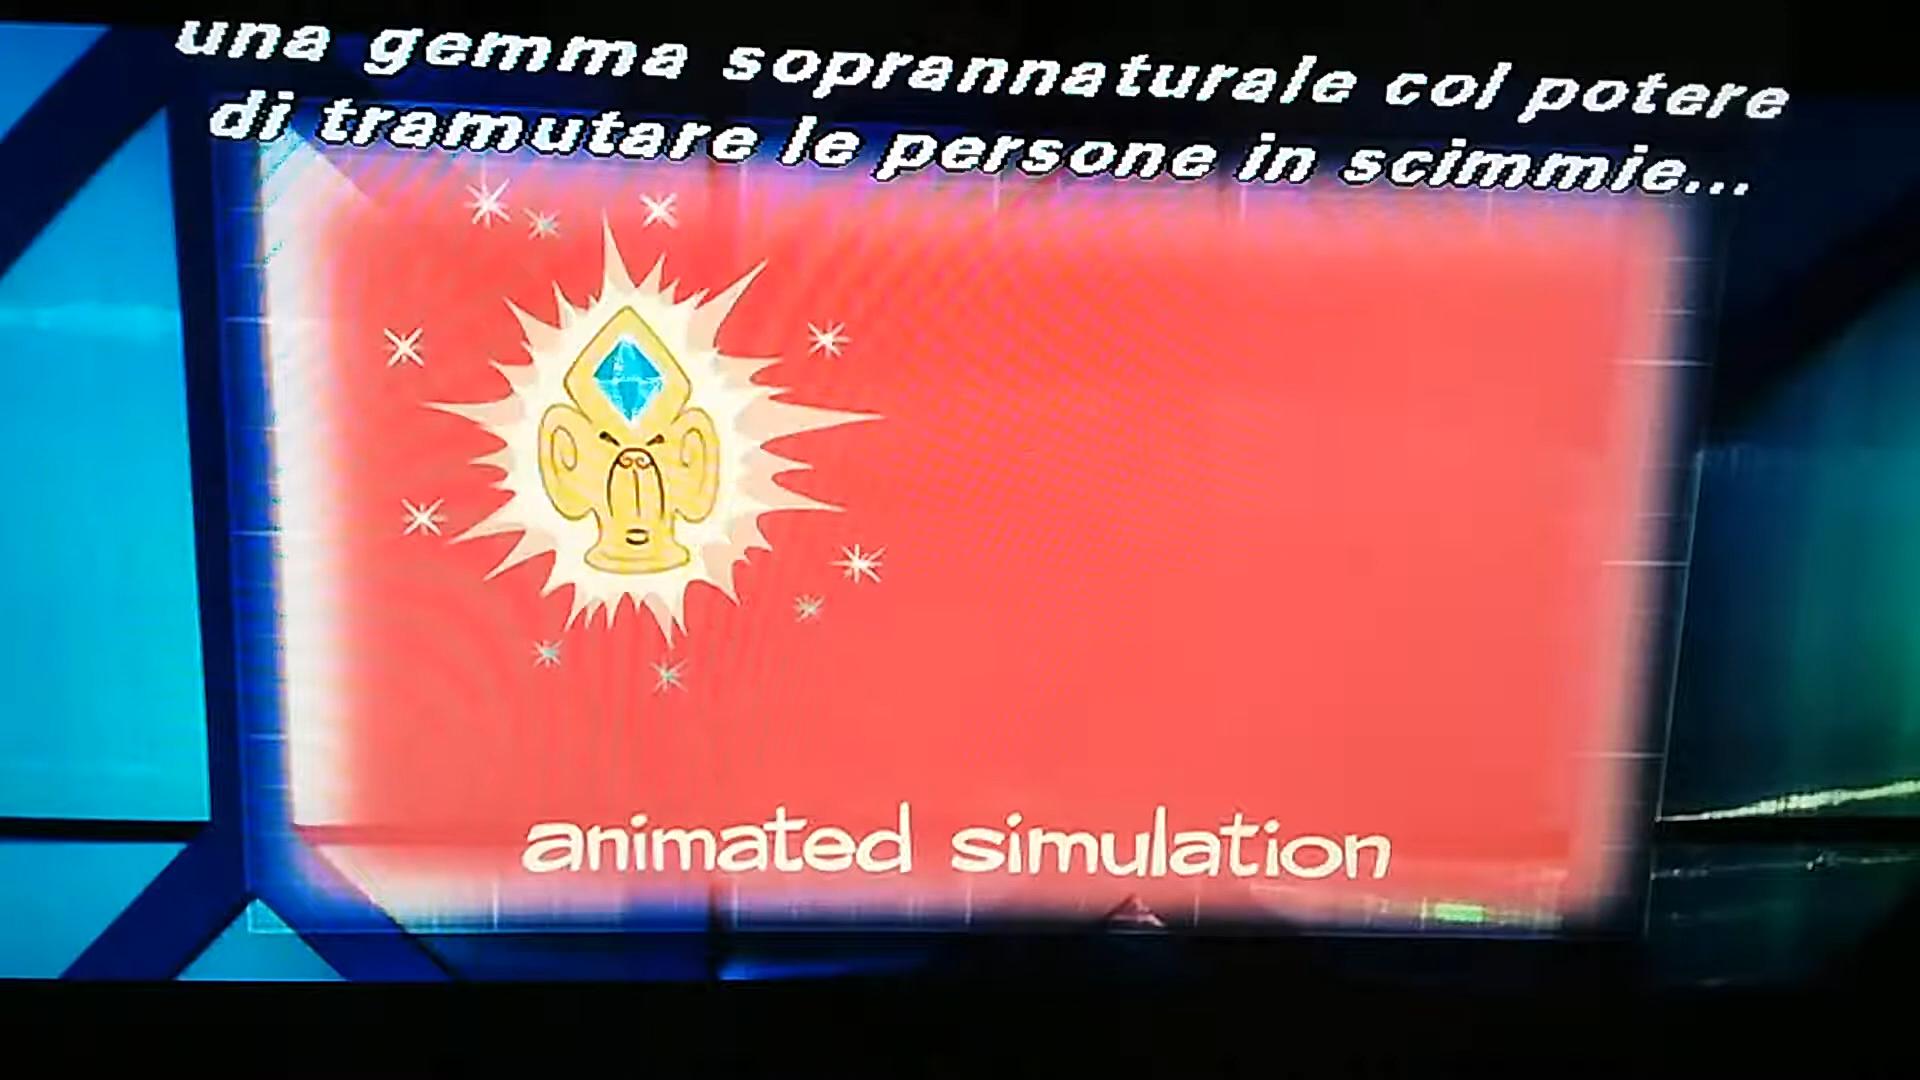 una gemma soprannaturale col potere
di tramutare le persone in scimmie...
animated simulation